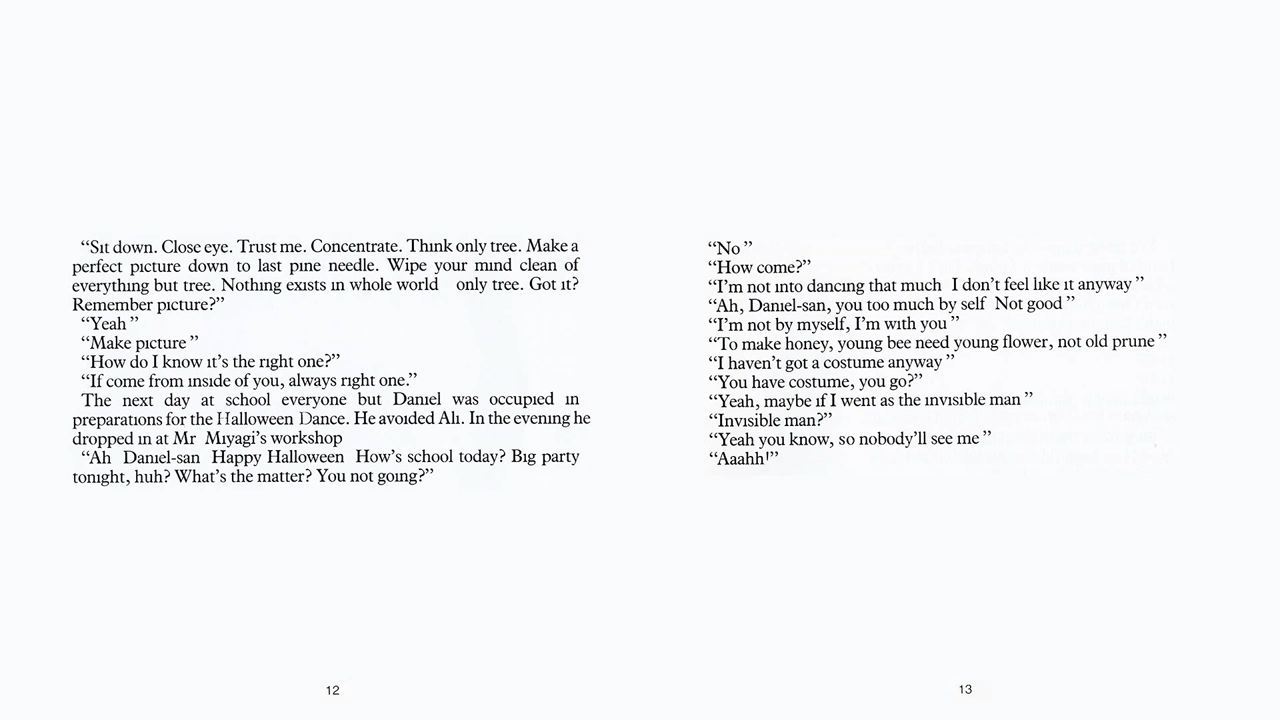 “Sit down. Close eye. Trust me. Concentrate. Think only tree. Make a
perfect picture down to last pine needle. Wipe your mind clean of
everything but tree. Nothing exists in whole world only tree. Got it?
Remember picture?”
“Yeah”
“Make picture”
“How do I know it’s the right one?”
“If come from inside of you, always right one.”
The next day at school everyone but Daniel was occupied in
preparations for the Halloween Dance. He avoided Ali. In the evening he
dropped in at Mr Miyagi’s workshop
“Ah Daniel-san Happy Halloween How’s school today? Big party
tonight, huh? What’s the matter? You not going?”
12
“No”
“How come?”
“I’m not into dancing that much I don’t feel like it anyway”
“Ah, Daniel-san, you too much by self Not good”
“I’m not by myself, I’m with you”
“To make honey, young bee need young flower, not old prune”
“I haven’t got a costume anyway”
“You have costume, you go?”
“Yeah, maybe if I went as the invisible man”
“Invisible man?”
“Yeah you know, so nobody’ll see me”
“Aaahh!”
13